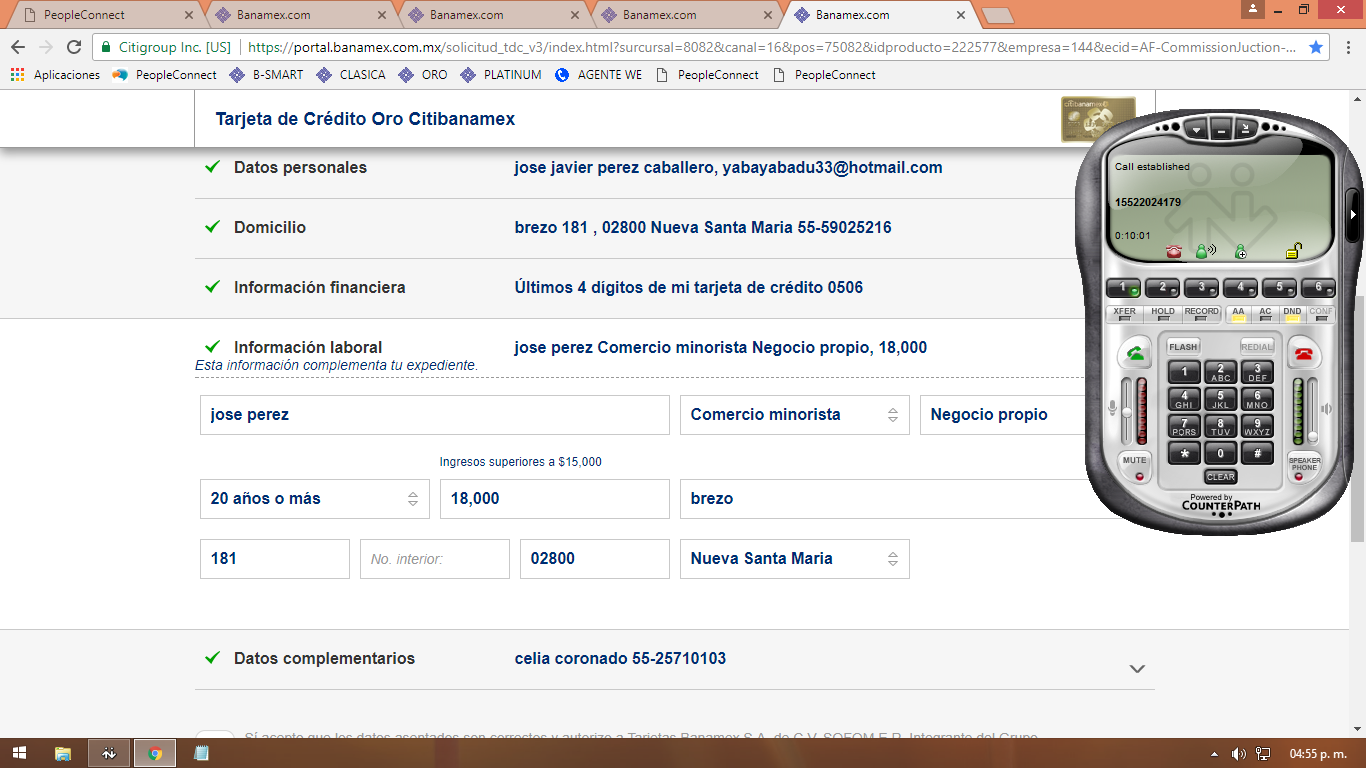 PeopleConnect
Banamex.com
Banamex.com
Banamex.com
Banamex.com
Citigroup Inc. [US]
https://portal.banamex.com.mx/solicitud_tdc_v3/index.html?surcursal=8082&canal=16&pos=75082&idproducto=222577&empresa=144&ecid=AF-CommissionJuction-...
Aplicaciones PeopleConnect B-SMART CLASICA ORO PLATINUM AGENTE WE PeopleConnect PeopleConnect
Tarjeta de Crédito Oro Citibanamex
Datos personales jose javier perez caballero, yabayabadu33@hotmail.com
Domicilio brezo 181 , 02800 Nueva Santa Maria 55-59025216
Información financiera Últimos 4 dígitos de mi tarjeta de crédito 0506
Información laboral jose perez Comercio minorista Negocio propio, 18,000
Esta información complementa tu expediente.
jose perez Comercio minorista Negocio propio
Ingresos superiores a $15,000
20 años o más 18,000 brezo
181 No. interior: 02800 Nueva Santa Maria
Datos complementarios celia coronado 55-25710103
Sí acepto que los datos asentados son correctos y autorizo a Tarjetas Banamex S.A. de C.V. SOFOM E.R. Integrante del Grupo
Call established
15522024179
0:10:01
1 2 3 4 5 6
XFER HOLD RECORD AA AC DND CONF
FLASH REDIAL
1 2 ABC 3 DEF
4 GHI 5 JKL 6 MNO
7 PQRS 8 TUV 9 WXYZ
* 0 #
MUTE CLEAR SPEAKER PHONE
Powered by
COUNTERPATH
04:55 p. m.